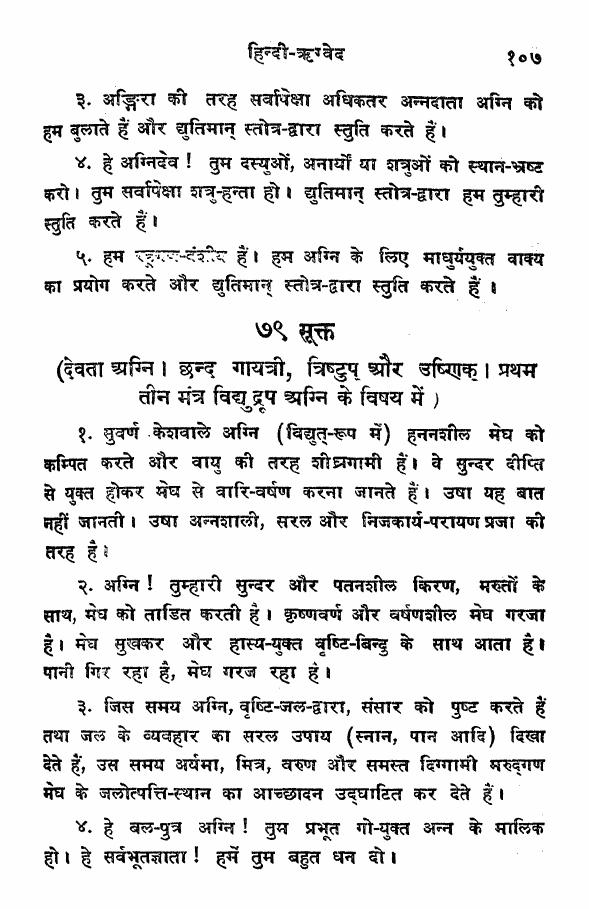 हिन्दी-ऋग्वेद १०७
३. अङ्गिरा की तरह सर्वापेक्षा अधिकतर अन्नदाता अग्नि को
हम बुलाते हैं और द्युतिमान् स्तोत्र-द्वारा स्तुति करते हैं।
४. हे अग्निदेव ! तुम दस्युओं, अनार्यों या शत्रुओं को स्थान-भ्रष्ट
करो। तुम सर्वापेक्षा शत्रु-हन्ता हो। द्युतिमान् स्तोत्र-द्वारा हम तुम्हारी
स्तुति करते हैं।
५. हम रहूगण-वंशीय हैं। हम अग्नि के लिए माधुर्ययुक्त वाक्य
का प्रयोग करते और द्युतिमान् स्तोत्र-द्वारा स्तुति करते हैं ।
७९ सूक्त
(देवता अग्नि। छन्द गायत्री, त्रिष्टुप् और उष्णिक्। प्रथम
तीन मंत्र विद्युद्रूप अग्नि के विषय में )
१. सुवर्ण केशवाले अग्नि (विद्युत्-रूप में) हननशील मेघ को
कम्पित करते और वायु की तरह शीघ्रगामी हैं। वे सुन्दर दीप्ति
से युक्त होकर मेघ से वारि-वर्षण करना जानते हैं। उषा यह बात
नहीं जानती। उषा अन्नशाली, सरल और निजकार्य-परायण प्रजा की
तरह है।
२. अग्नि ! तुम्हारी सुन्दर और पतनशील किरण, मरुतों के
साथ, मेघ को ताडित करती है। कृष्णवर्ण और वर्षणशील मेघ गरजा
है। मेघ सुखकर और हास्य-युक्त वृष्टि-बिन्दु के साथ आता है।
पानी गिर रहा है, मेघ गरज रहा है।
३. जिस समय अग्नि, वृष्टि-जल-द्वारा, संसार को पुष्ट करते हैं
तथा जल के व्यवहार का सरल उपाय (स्नान, पान आदि) दिखा
देते हैं, उस समय अर्यमा, मित्र, वरुण और समस्त दिग्गामी मरुद्गण
मेघ के जलोत्पत्ति-स्थान का आच्छादन उद्घाटित कर देते हैं।
४. हे बल-पुत्र अग्नि ! तुम प्रभूत गो-युक्त अन्न के मालिक
हो। हे सर्वभूतज्ञाता ! हमें तुम बहुत धन दो।